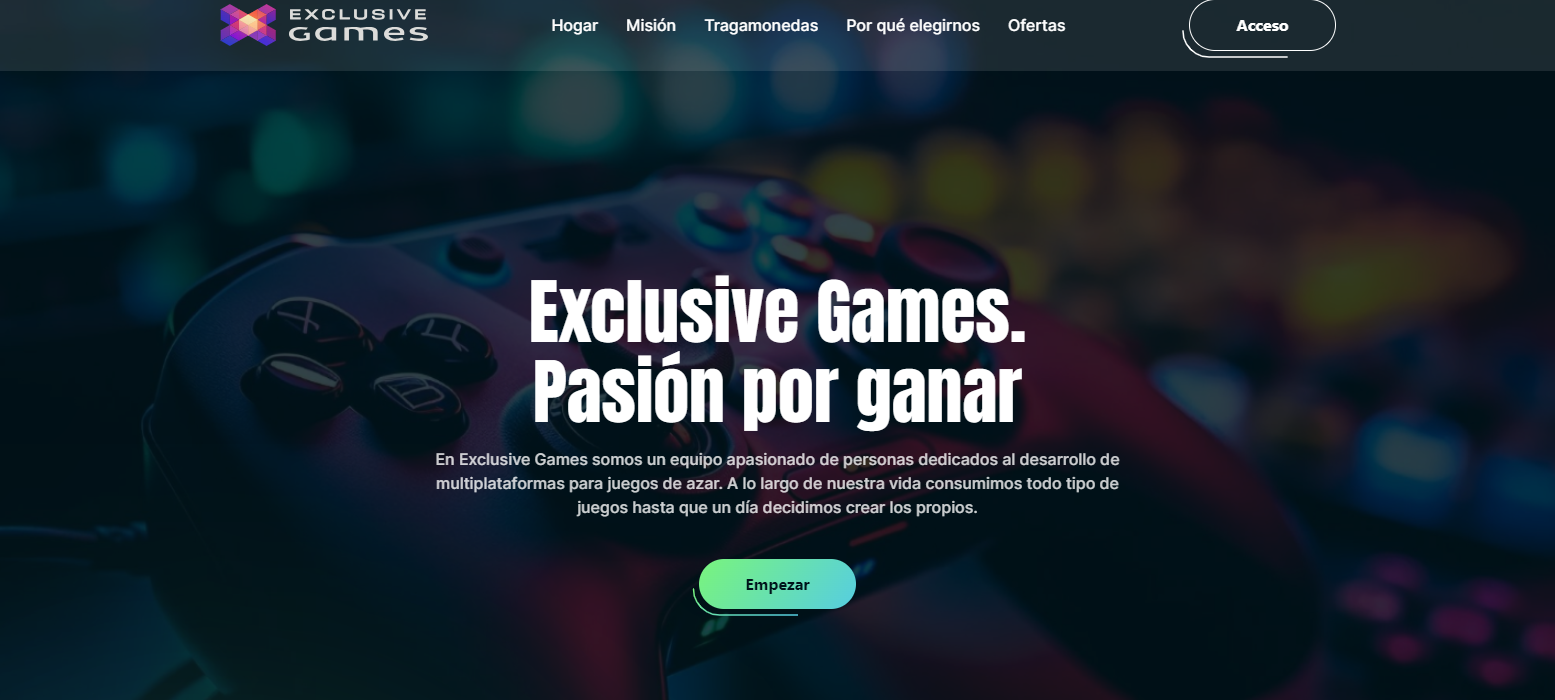 EXCLUSIVE
Games
Hogar Misión Tragamonedas Por qué elegirnos Ofertas
Acceso
Exclusive Games.
Pasión por ganar
En Exclusive Games somos un equipo apasionado de personas dedicados al desarrollo de
multiplataformas para juegos de azar. A lo largo de nuestra vida consumimos todo tipo de
juegos hasta que un día decidimos crear los propios.
Empezar
X
Y
B